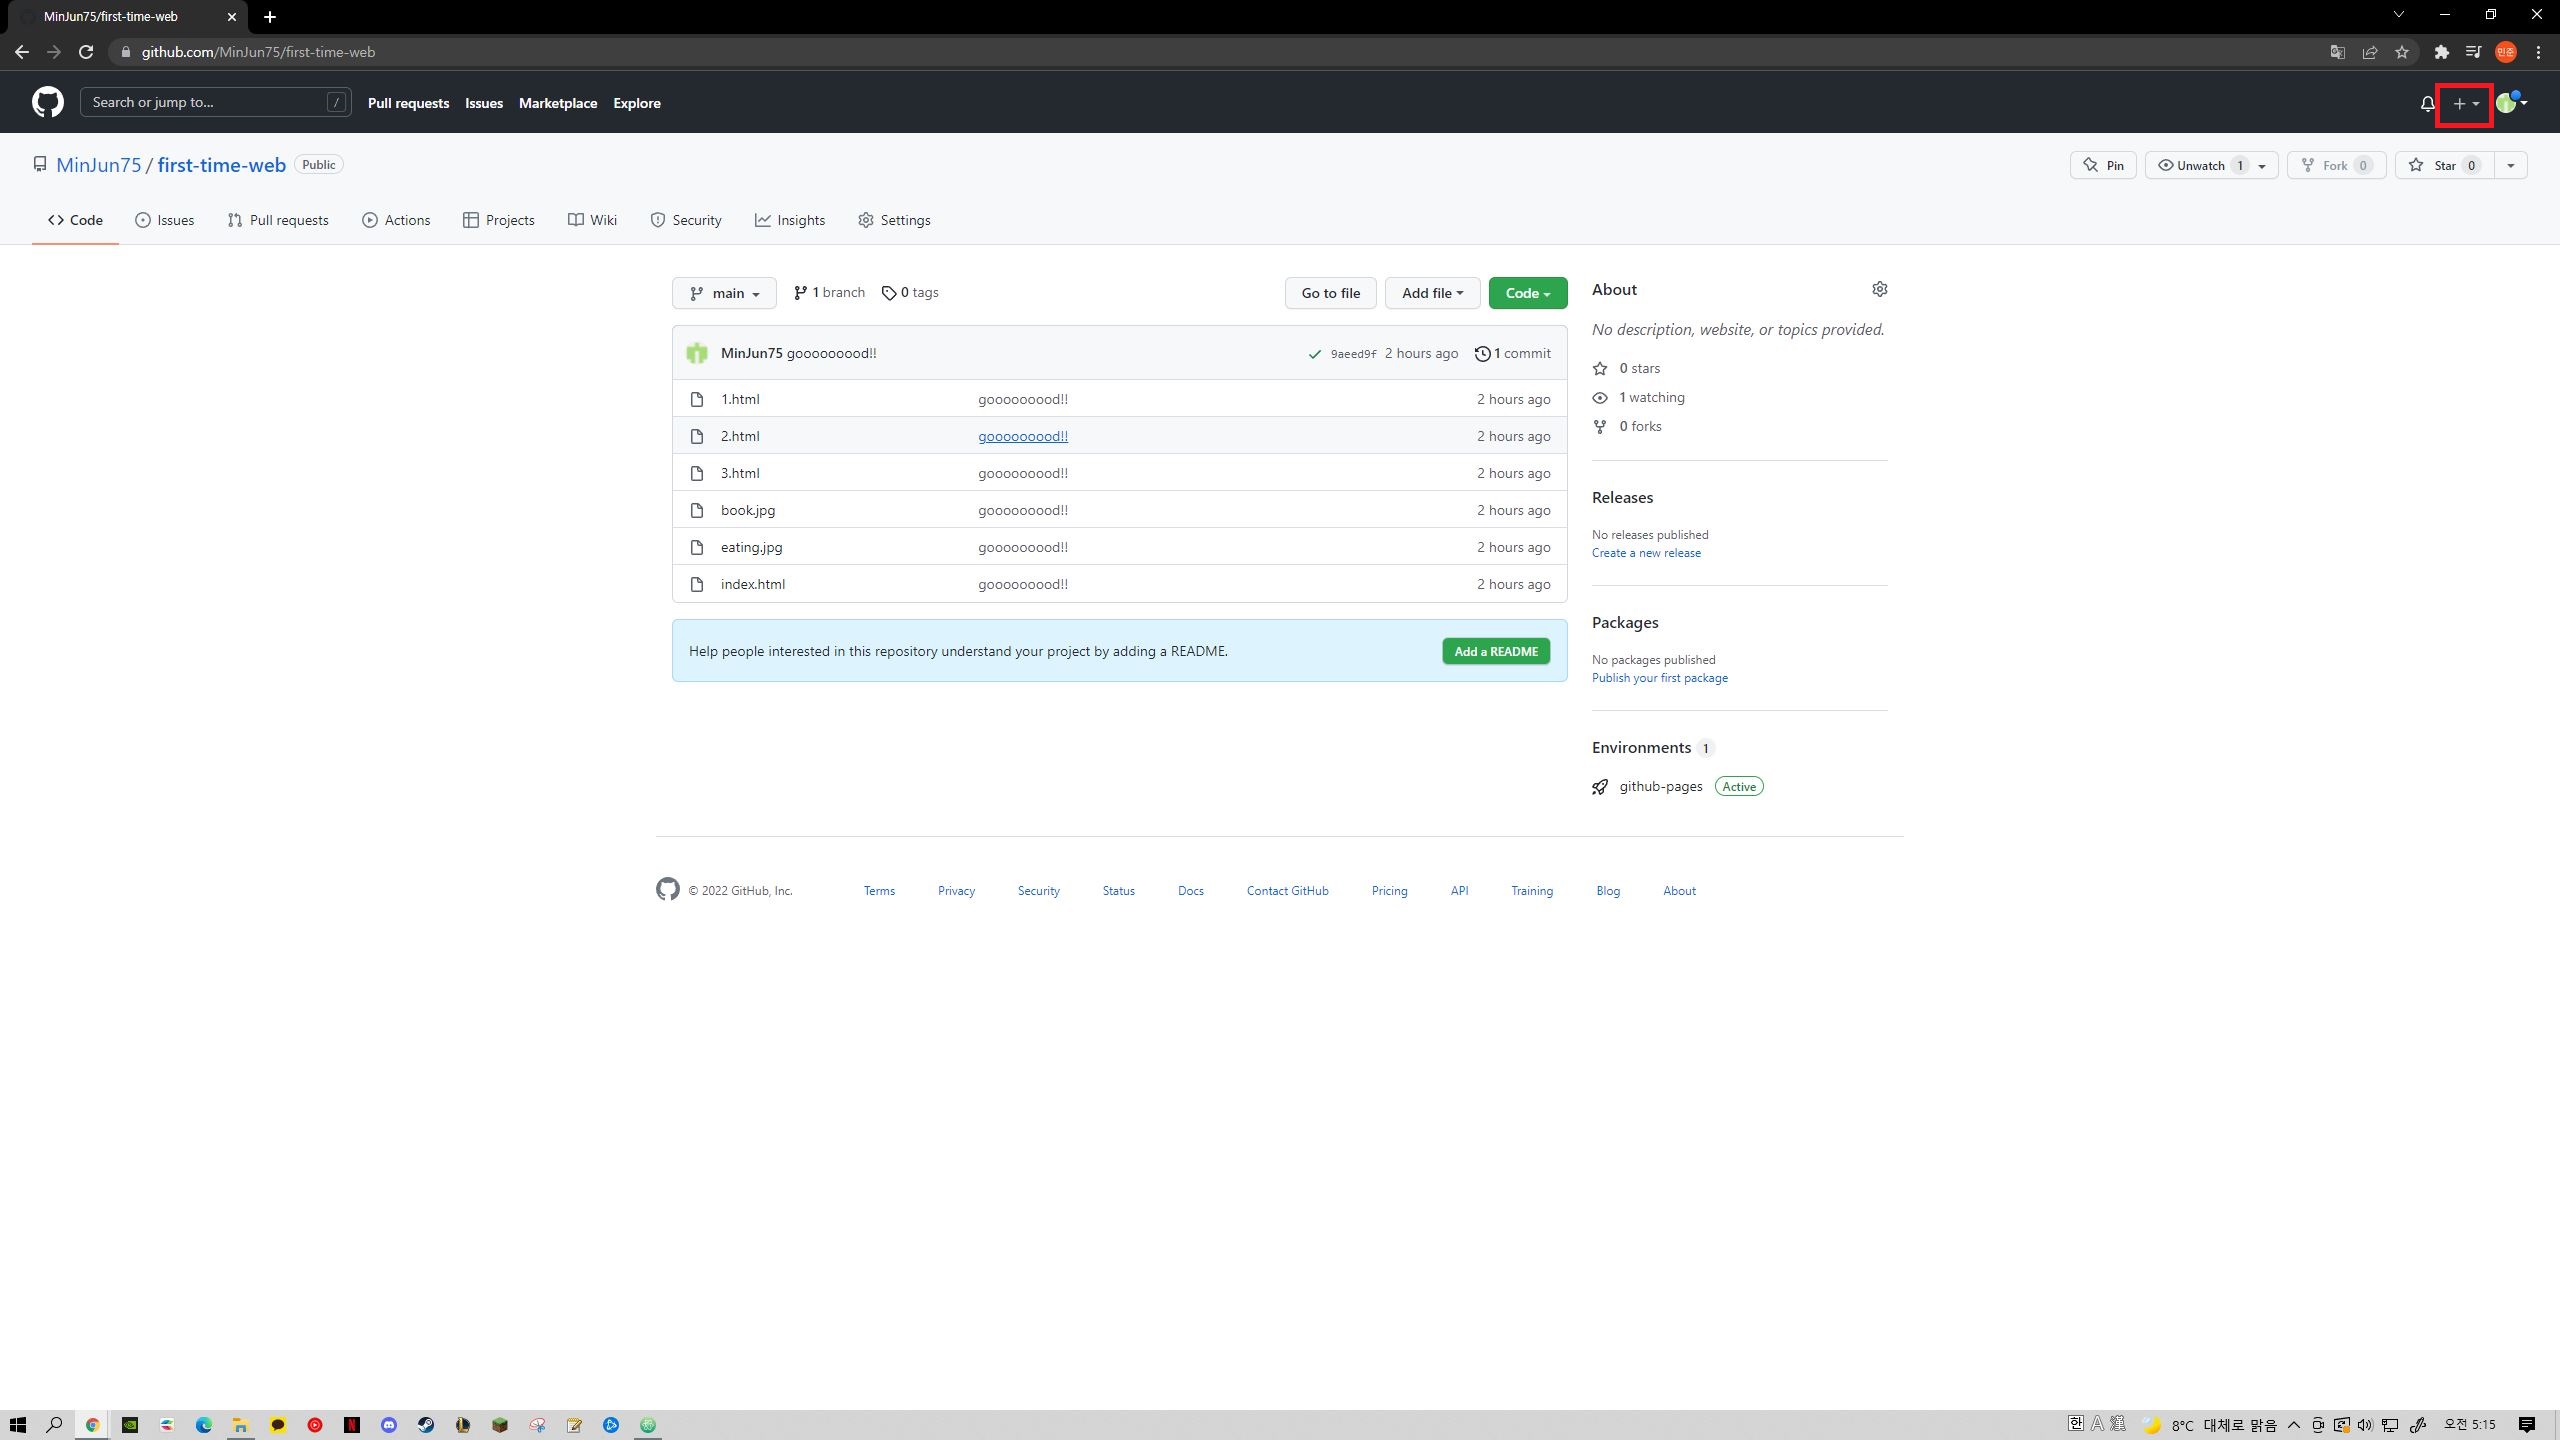 MinJun75/first-time-web
github.com/MinJun75/first-time-web
민준
Search or jump to... /
Pull requests Issues Marketplace Explore
MinJun75 / first-time-web Public
Pin Unwatch 1 Fork 0 Star 0
Code Issues Pull requests Actions Projects Wiki Security Insights Settings
main 1 branch 0 tags Go to file Add file Code
MinJun75 gooooooood!! 9aeed9f 2 hours ago 1 commit
1.html gooooooood!! 2 hours ago
2.html gooooooood!! 2 hours ago
3.html gooooooood!! 2 hours ago
book.jpg gooooooood!! 2 hours ago
eating.jpg gooooooood!! 2 hours ago
index.html gooooooood!! 2 hours ago
Help people interested in this repository understand your project by adding a README. Add a README
About
No description, website, or topics provided.
0 stars
1 watching
0 forks
Releases
No releases published
Create a new release
Packages
No packages published
Publish your first package
Environments 1
github-pages Active
© 2022 GitHub, Inc. Terms Privacy Security Status Docs Contact GitHub Pricing API Training Blog About
한 A 漢 8°C 대체로 맑음 오전 5:15